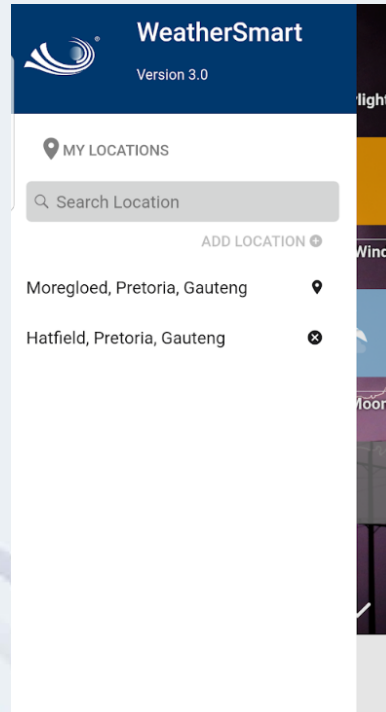 WeatherSmart
Version 3.0
MY LOCATIONS
Search Location
ADD LOCATION
Moregloed, Pretoria, Gauteng
Hatfield, Pretoria, Gauteng